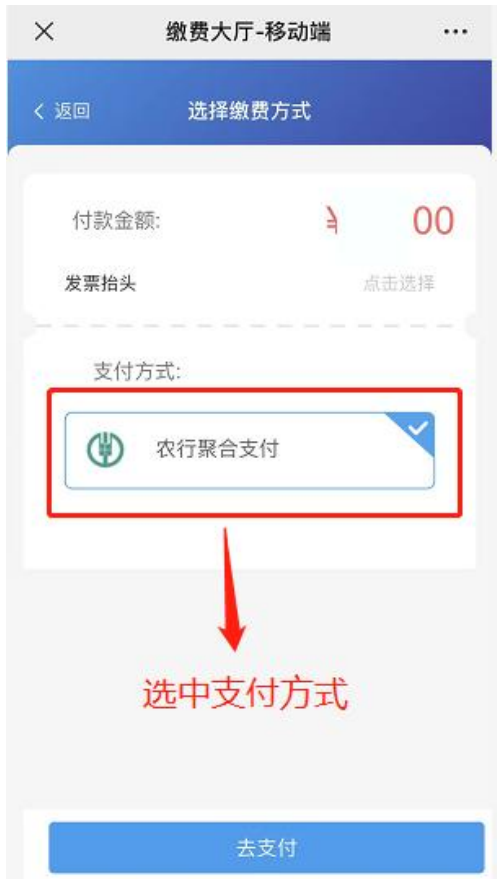 缴费大厅-移动端
返回 选择缴费方式
付款金额: 00
发票抬头 点击选择
支付方式:
农行聚合支付
选中支付方式
去支付